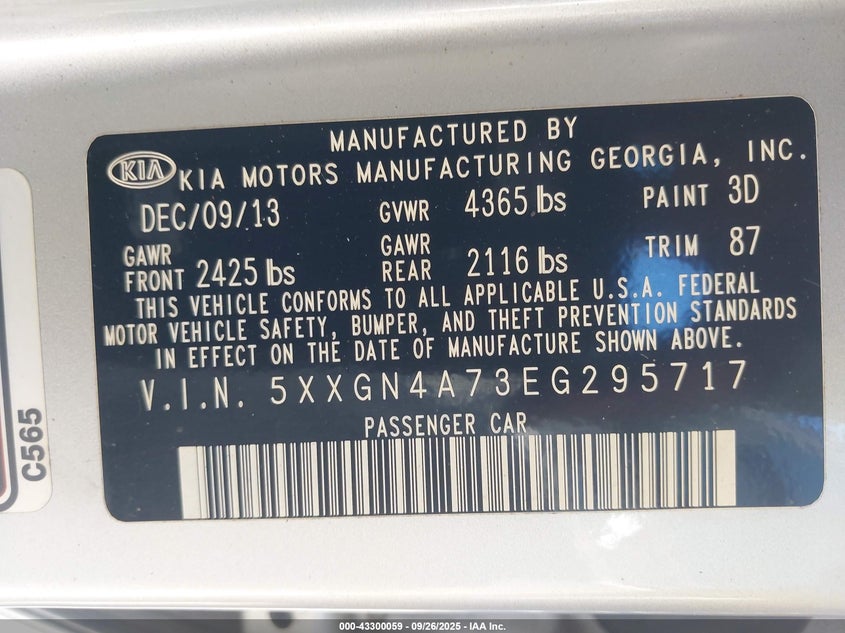 MANUFACTURED BY
KIA KIA MOTORS MANUFACTURING GEORGIA, INC.
DEC/09/13 GVWR 4365 lbs PAINT 3D
GAWR FRONT 2425 lbs GAWR REAR 2116 lbs TRIM 87
THIS VEHICLE CONFORMS TO ALL APPLICABLE U.S.A. FEDERAL
MOTOR VEHICLE SAFETY, BUMPER, AND THEFT PREVENTION STANDARDS
IN EFFECT ON THE DATE OF MANUFACTURE SHOWN ABOVE.
V.I.N. 5XXGN4A73EG295717
PASSENGER CAR
C565
000-43300059 - 09/26/2025 - IAA Inc.